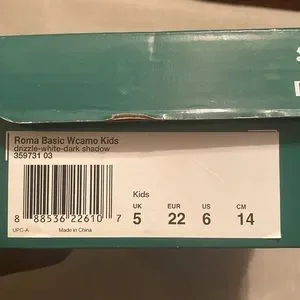 Roma Basic Wcamo Kids
drizzle-white-dark shadow
359731 03
Kids
UK EUR US CM
5 22 6 14
8 88536 22610 7
UPC-A Made in China